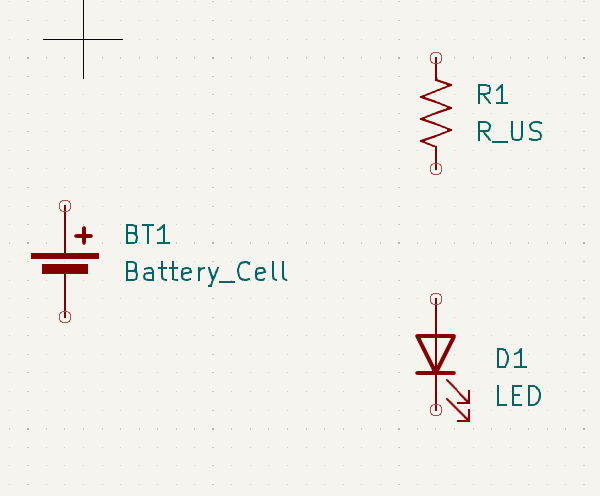 R1
R_US
+
BT1
Battery_Cell
D1
LED